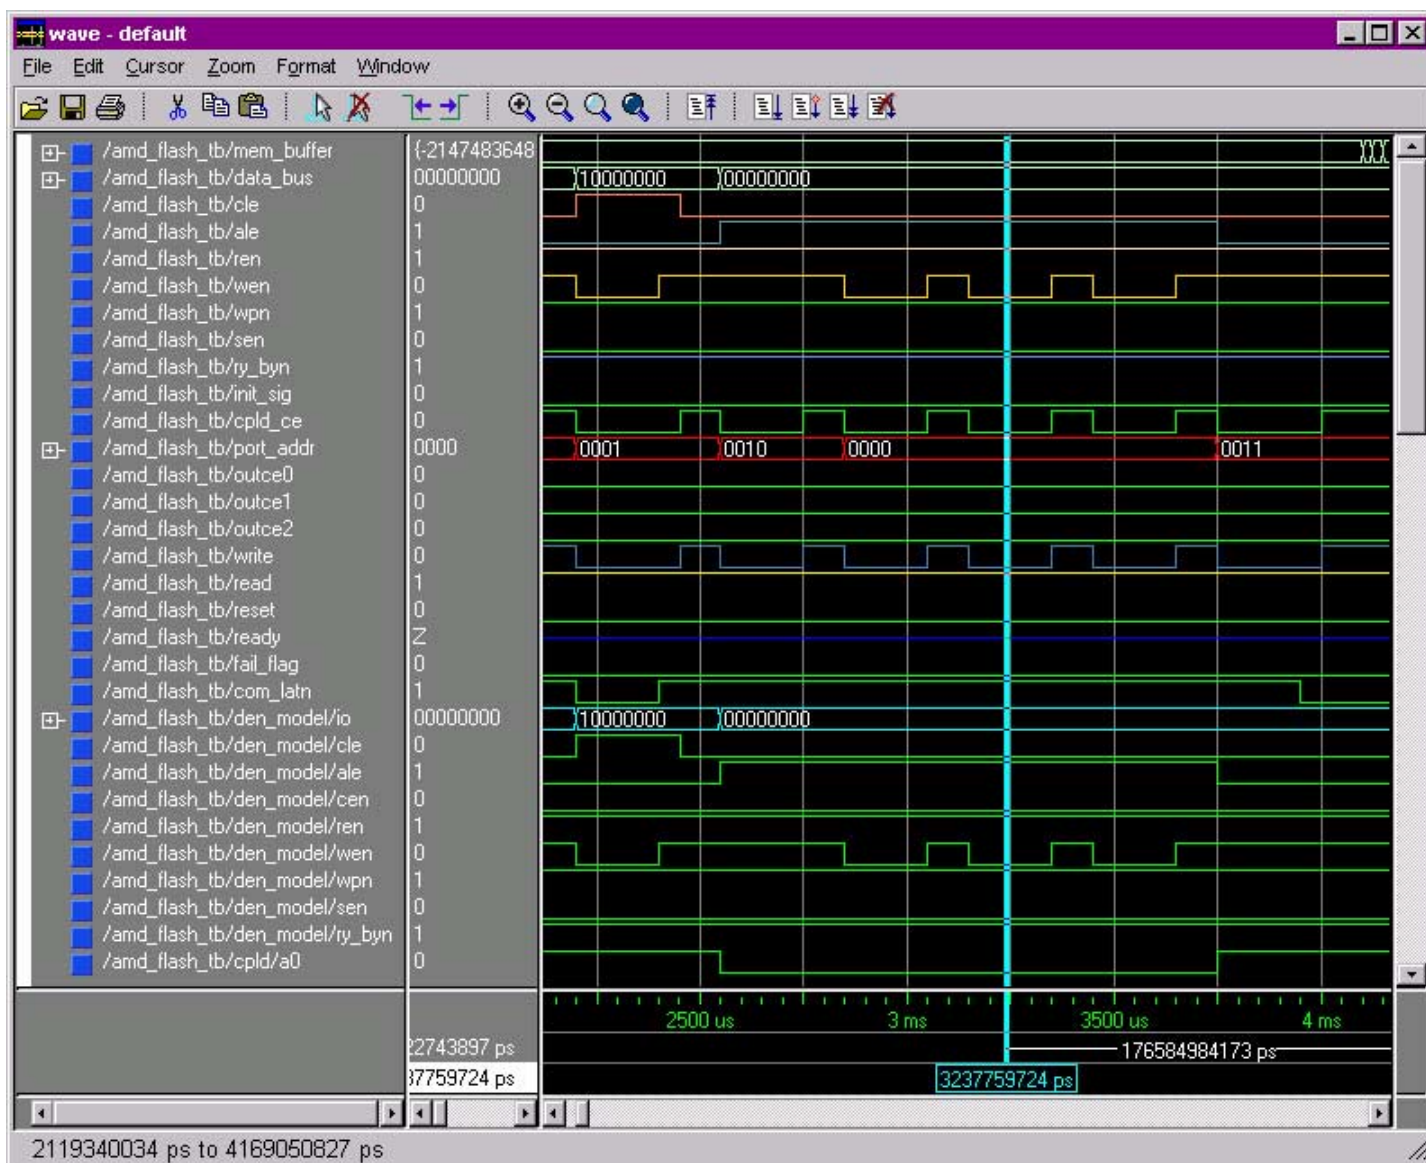 wave - default
File Edit Cursor Zoom Format Window
/amd_flash_tb/mem_buffer {-2147483648
/amd_flash_tb/data_bus 00000000 10000000 00000000
/amd_flash_tb/cle 0
/amd_flash_tb/ale 1
/amd_flash_tb/ren 1
/amd_flash_tb/wen 0
/amd_flash_tb/wpn 1
/amd_flash_tb/sen 0
/amd_flash_tb/ry_byn 1
/amd_flash_tb/init_sig 0
/amd_flash_tb/cpld_ce 0
/amd_flash_tb/port_addr 0000 0001 0010 0000 0011
/amd_flash_tb/outce0 0
/amd_flash_tb/outce1 0
/amd_flash_tb/outce2 0
/amd_flash_tb/write 0
/amd_flash_tb/read 1
/amd_flash_tb/reset 0
/amd_flash_tb/ready Z
/amd_flash_tb/fail_flag 0
/amd_flash_tb/com_latn 1
/amd_flash_tb/den_model/io 00000000 10000000 00000000
/amd_flash_tb/den_model/cle 0
/amd_flash_tb/den_model/ale 1
/amd_flash_tb/den_model/cen 0
/amd_flash_tb/den_model/ren 1
/amd_flash_tb/den_model/wen 0
/amd_flash_tb/den_model/wpn 1
/amd_flash_tb/den_model/sen 0
/amd_flash_tb/den_model/ry_byn 1
/amd_flash_tb/cpld/a0 0
2500 us 3 ms 3500 us 4 ms
22743897 ps 176584984173 ps
37759724 ps 3237759724 ps
2119340034 ps to 4169050827 ps